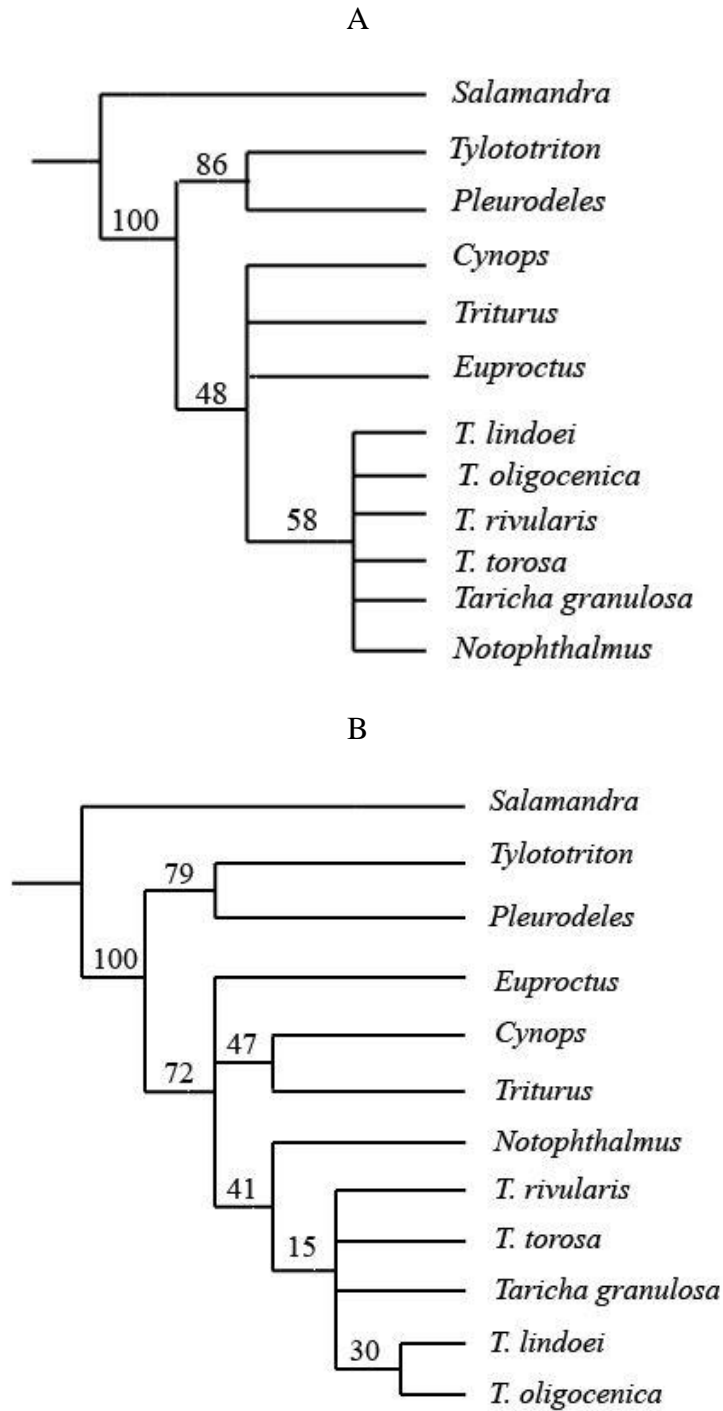 A
Salamandra
Tylototriton
86
Pleurodeles
100
Cynops
Triturus
Euproctus
48
T. lindoei
T. oligocenica
58
T. rivularis
T. torosa
Taricha granulosa
Notophthalmus
B
Salamandra
Tylototriton
79
Pleurodeles
100
Euproctus
Cynops
47
72
Triturus
Notophthalmus
41
T. rivularis
15
T. torosa
Taricha granulosa
T. lindoei
30
T. oligocenica